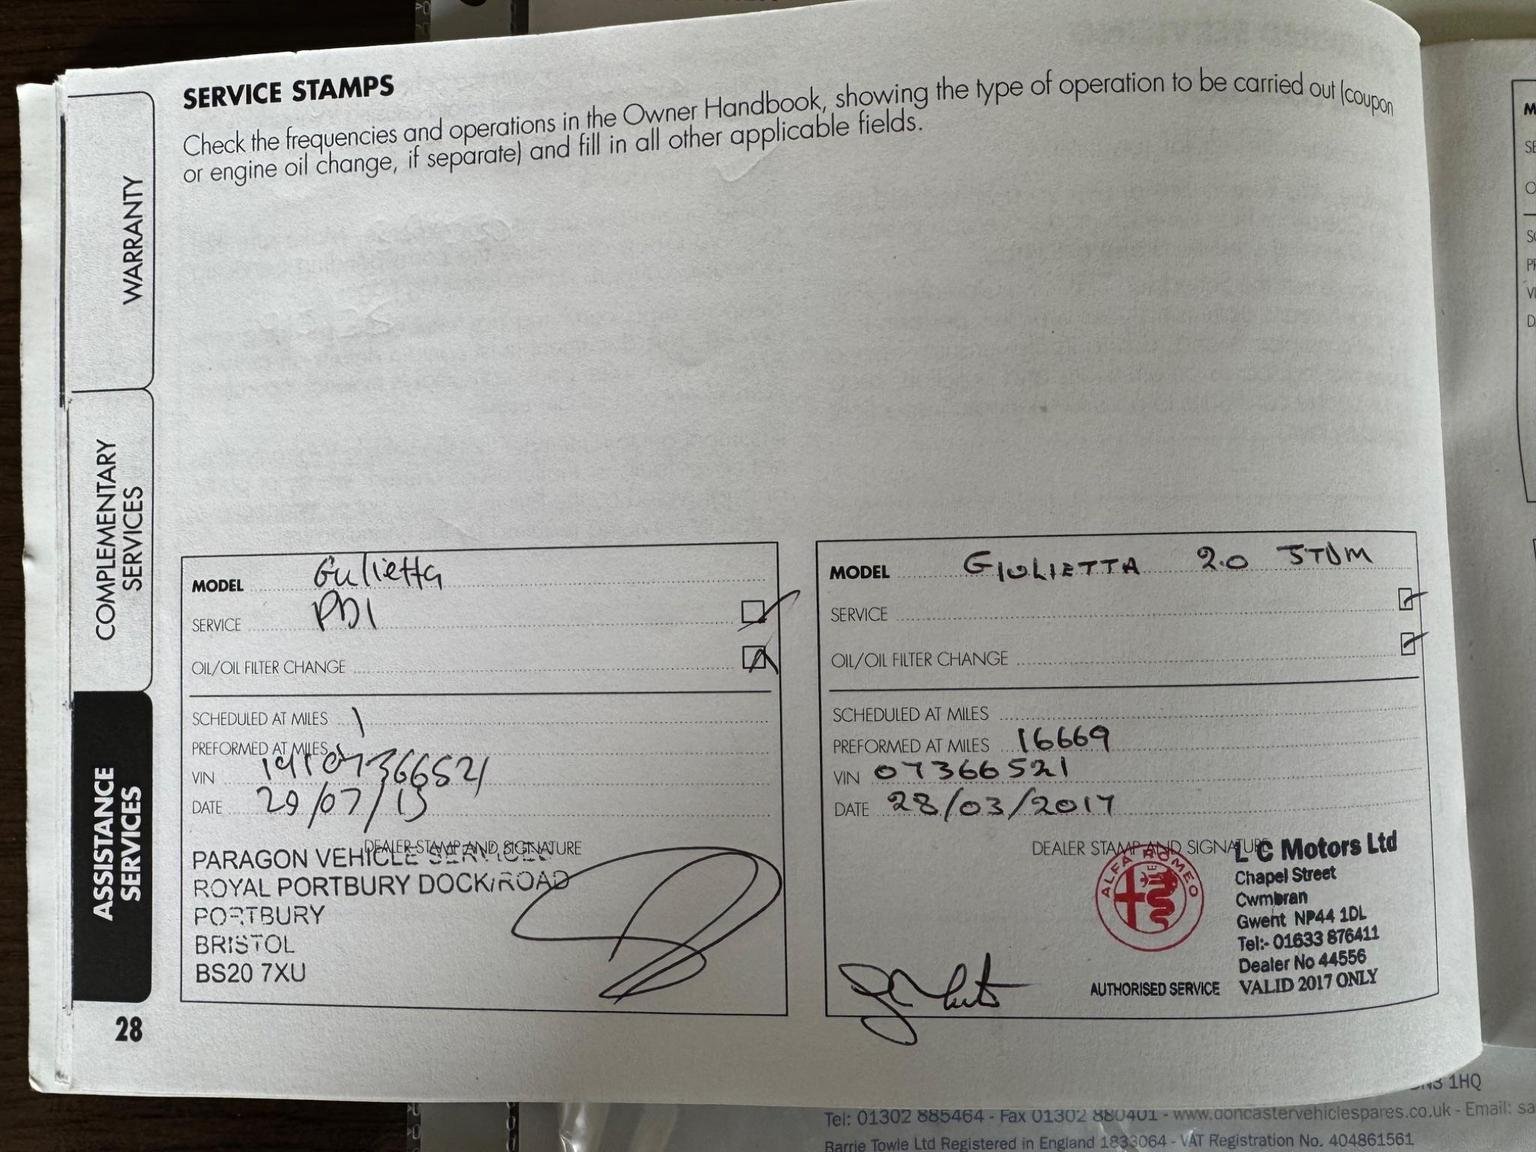 SERVICE STAMPS
Check the frequencies and operations in the Owner Handbook, showing the type of operation to be carried out (coupon
or engine oil change, if separate) and fill in all other applicable fields.
WARRANTY
COMPLEMENTARY
SERVICES
ASSISTANCE
SERVICES
MODEL Gulietta
SERVICE PDI
OIL/OIL FILTER CHANGE
SCHEDULED AT MILES
PREFORMED AT MILES
VIN 07366521
DATE 29/07/15
DEALER STAMP AND SIGNATURE
PARAGON VEHICLE SERVICES
ROYAL PORTBURY DOCK ROAD
PORTBURY
BRISTOL
BS20 7XU
MODEL GIULIETTA 2.0 JTDM
SERVICE
OIL/OIL FILTER CHANGE
SCHEDULED AT MILES
PREFORMED AT MILES 16669
VIN 07366521
DATE 28/03/2017
DEALER STAMP AND SIGNATURE
ALFA ROMEO
L C Motors Ltd
Chapel Street
Cwmbran
Gwent NP44 1DL
Tel:- 01633 876411
Dealer No 44556
AUTHORISED SERVICE VALID 2017 ONLY
28
1HQ
Tel: 01302 885464 - Fax 01302 880401 - www.doncastervehiclespares.co.uk - Email:
Barrie Towle Ltd Registered in England 1833064 - VAT Registration No. 404861561